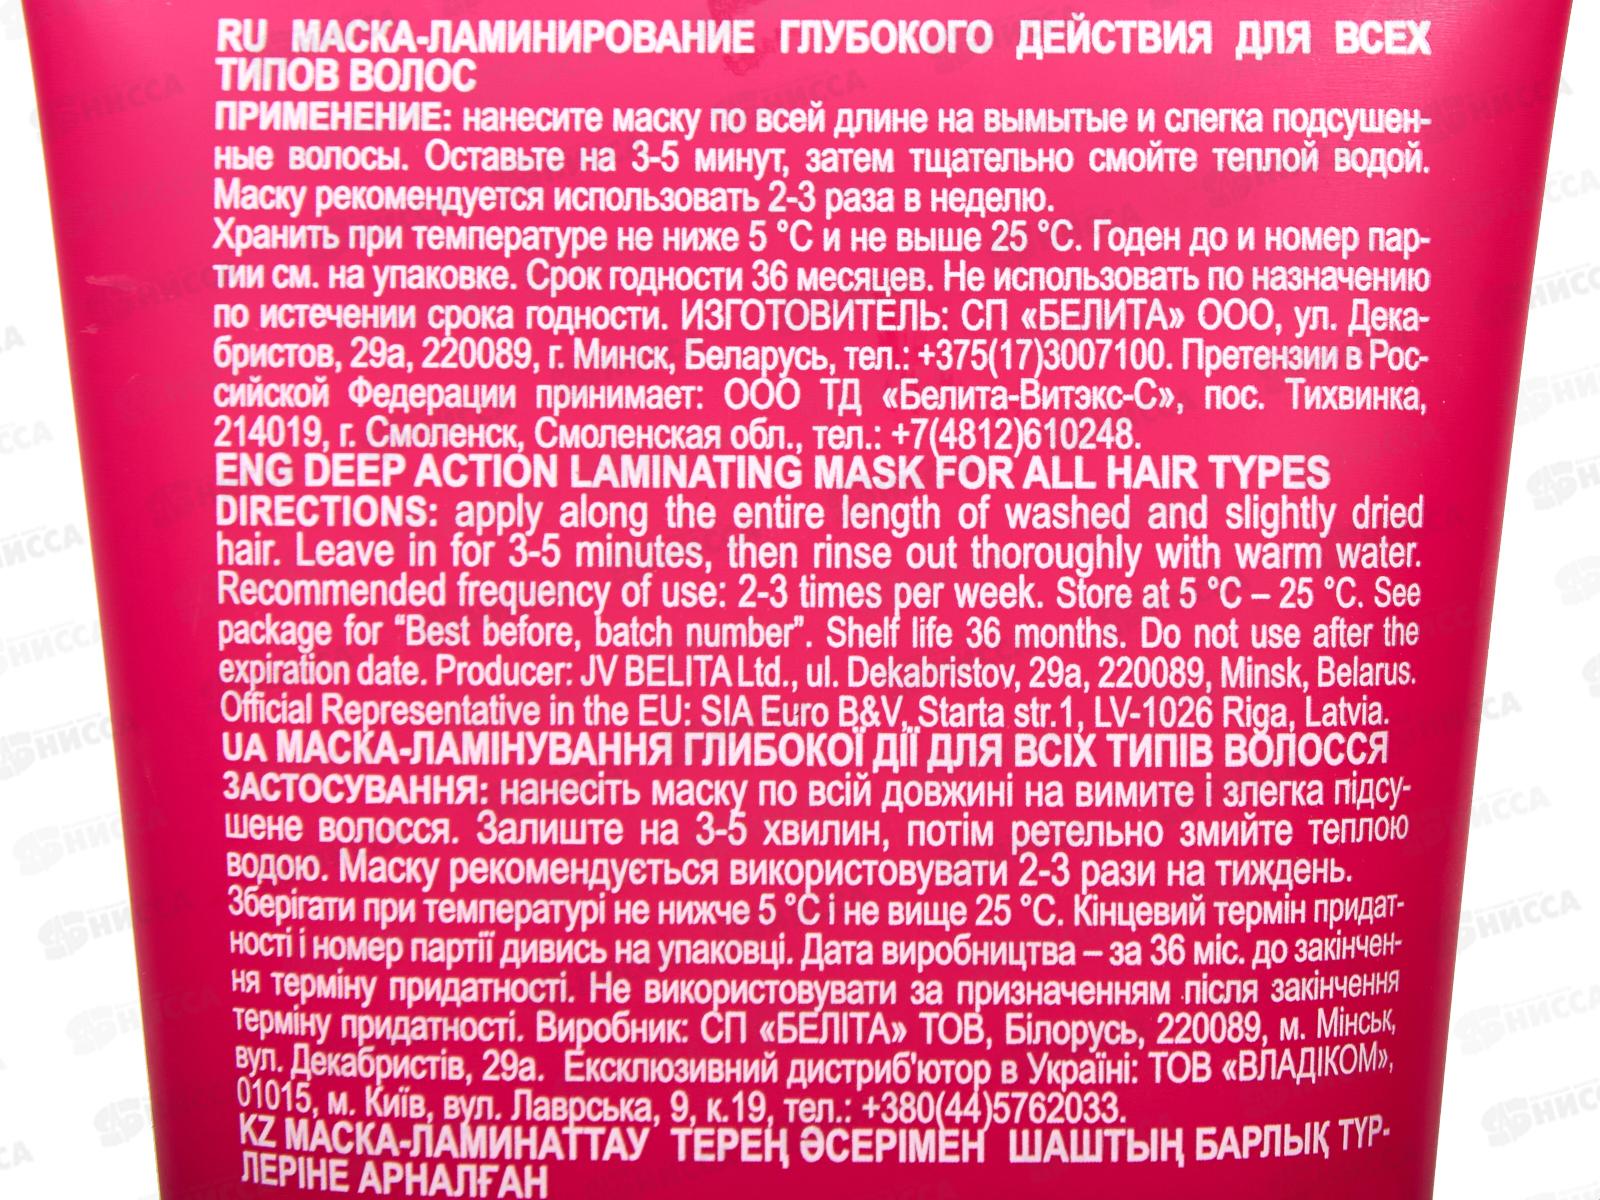 RU МАСКА-ЛАМИНИРОВАНИЕ ГЛУБОКОГО ДЕЙСТВИЯ ДЛЯ ВСЕХ
ТИПОВ ВОЛОС
ПРИМЕНЕНИЕ: нанесите маску по всей длине на вымытые и слегка подсушен-
ные волосы. Оставьте на 3-5 минут, затем тщательно смойте теплой водой.
Маску рекомендуется использовать 2-3 раза в неделю.
Хранить при температуре не ниже 5 °С и не выше 25 °С. Годен до и номер пар-
тии см. на упаковке. Срок годности 36 месяцев. Не использовать по назначению
по истечении срока годности. ИЗГОТОВИТЕЛЬ: СП «БЕЛИТА» ООО, ул. Дека-
бристов, 29а, 220089, г. Минск, Беларусь, тел.: +375(17)3007100. Претензии в Рос-
сийской Федерации принимает: ООО ТД «Белита-Витэкс-С», пос. Тихвинка,
214019, г. Смоленск, Смоленская обл., тел.: +7(4812)610248.
ENG DEEP ACTION LAMINATING MASK FOR ALL HAIR TYPES
DIRECTIONS: apply along the entire length of washed and slightly dried
hair. Leave in for 3-5 minutes, then rinse out thoroughly with warm water.
Recommended frequency of use: 2-3 times per week. Store at 5 °C – 25 °C. See
package for “Best before, batch number”. Shelf life 36 months. Do not use after the
expiration date. Producer: JV BELITA Ltd., ul. Dekabristov, 29a, 220089, Minsk, Belarus.
Official Representative in the EU: SIA Euro B&V, Starta str.1, LV-1026 Riga, Latvia.
UA МАСКА-ЛАМІНУВАННЯ ГЛИБОКОЇ ДІЇ ДЛЯ ВСІХ ТИПІВ ВОЛОССЯ
ЗАСТОСУВАННЯ: нанесіть маску по всій довжині на вимите і злегка підсу-
шене волосся. Залиште на 3-5 хвилин, потім ретельно змийте теплою
водою. Маску рекомендується використовувати 2-3 рази на тиждень.
Зберігати при температурі не нижче 5 °С і не вище 25 °С. Кінцевий термін придат-
ності і номер партії дивись на упаковці. Дата виробництва – за 36 міс. до закінчен-
ня терміну придатності. Не використовувати за призначенням після закінчення
терміну придатності. Виробник: СП «БЕЛІТА» ТОВ, Білорусь, 220089, м. Мінськ,
вул. Декабристів, 29а. Ексклюзивний дистриб'ютор в Україні: ТОВ «ВЛАДІКОМ»,
01015, м. Київ, вул. Лаврська, 9, к.19, тел.: +380(44)5762033.
KZ МАСКА-ЛАМИНАТТАУ ТЕРЕҢ ӘСЕРІМЕН ШАШТЫҢ БАРЛЫҚ ТҮР-
ЛЕРІНЕ АРНАЛҒАН